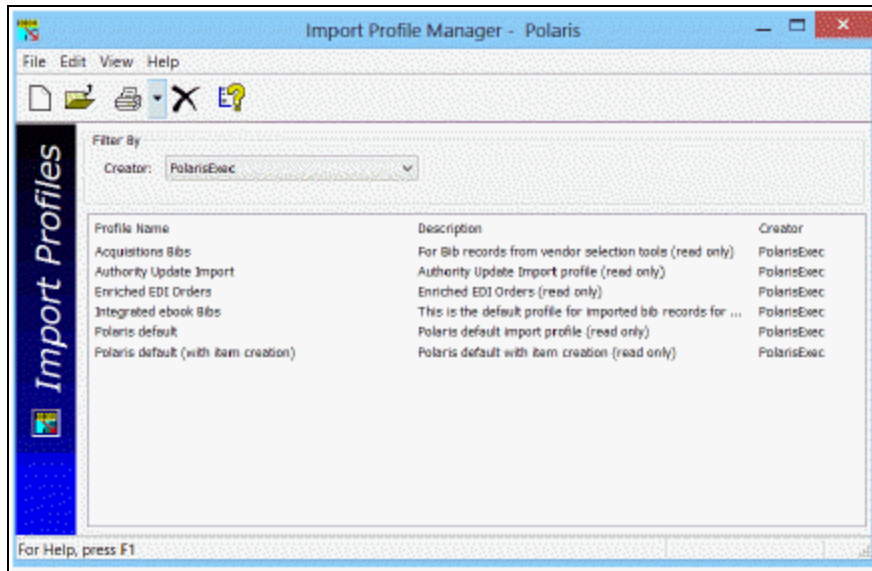 Import Profile Manager - Polaris
File Edit View Help
Filter By
Creator: PolarisExec
Import Profiles
Profile Name Description Creator
Acquisitions Bibs For Bib records from vendor selection tools (read only) PolarisExec
Authority Update Import Authority Update Import profile (read only) PolarisExec
Enriched EDI Orders Enriched EDI Orders (read only) PolarisExec
Integrated ebook Bibs This is the default profile for imported bib records for ... PolarisExec
Polaris default Polaris default import profile (read only) PolarisExec
Polaris default (with item creation) Polaris default with item creation (read only) PolarisExec
For Help, press F1